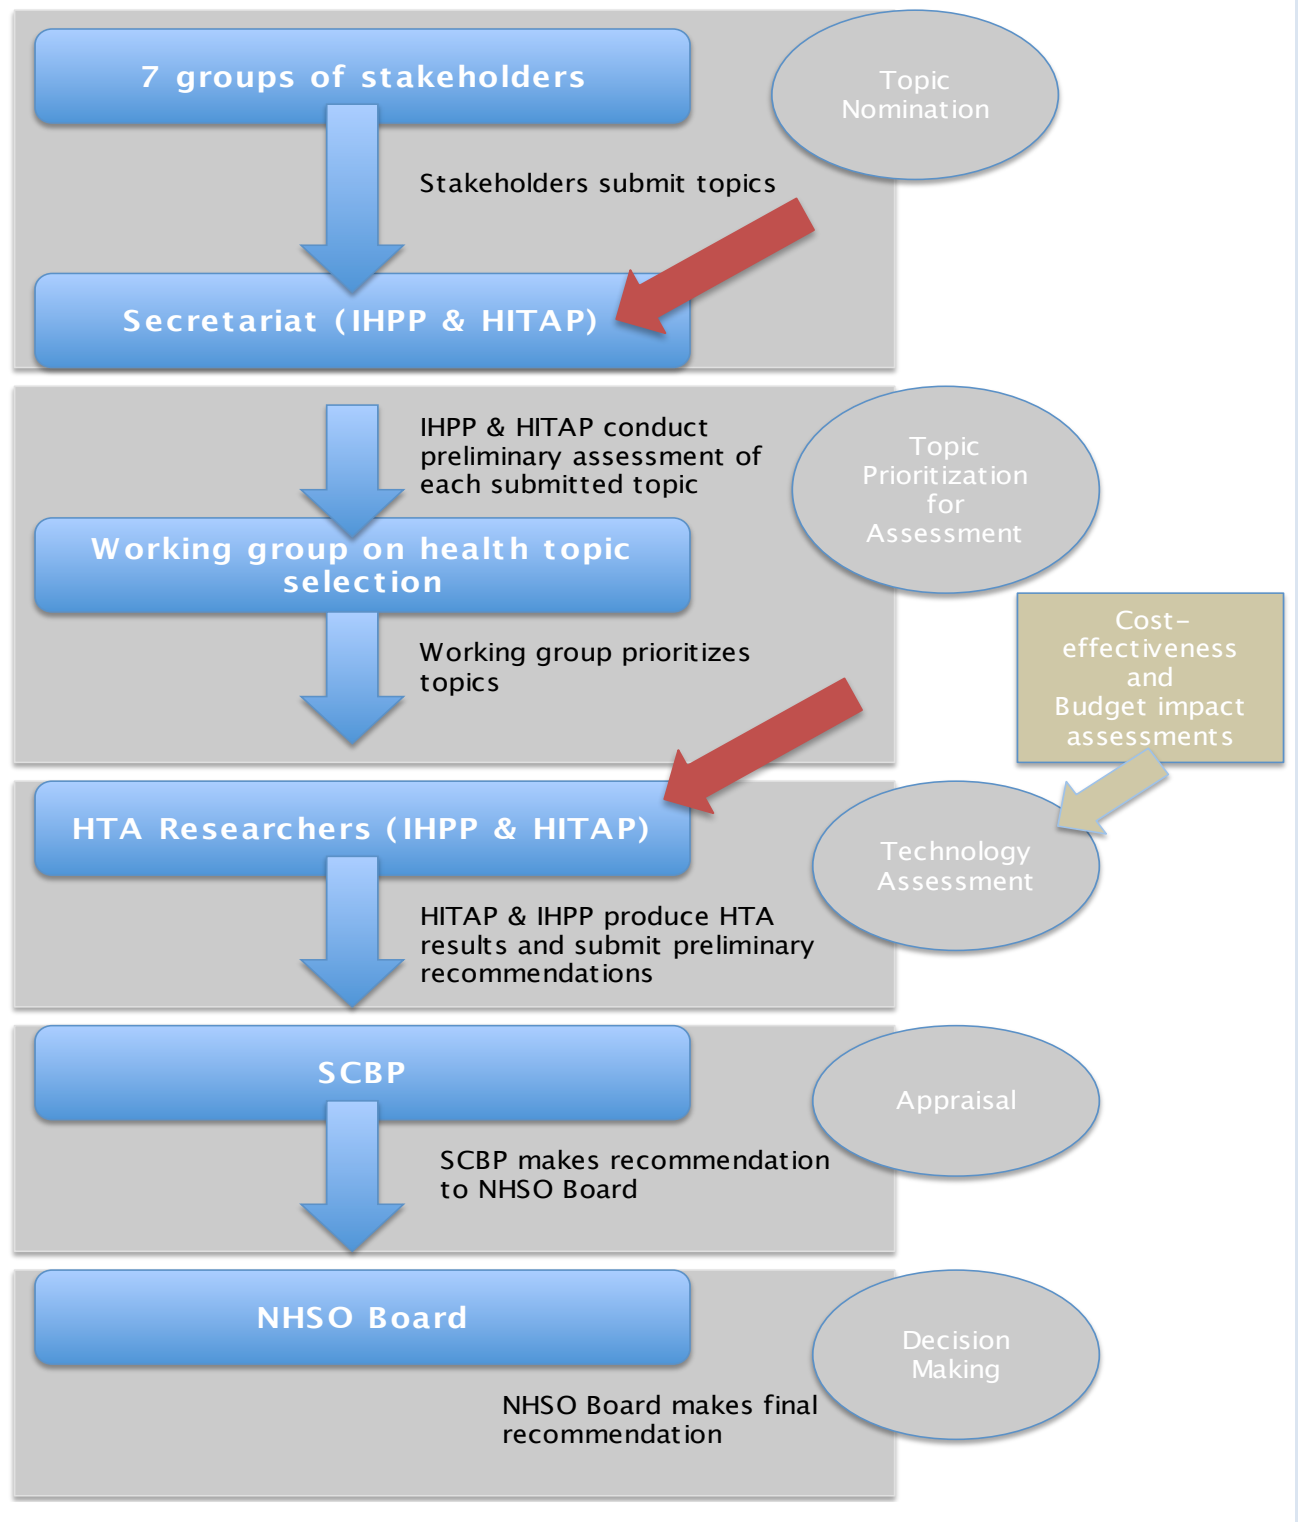 7 groups of stakeholders
Topic
Nomination
Stakeholders submit topics
Secretariat (IHPP & HITAP)
IHPP & HITAP conduct
preliminary assessment of
each submitted topic
Topic
Prioritization
for
Assessment
Working group on health topic
selection
Working group prioritizes
topics
Cost-
effectiveness
and
Budget impact
assessments
HTA Researchers (IHPP & HITAP)
Technology
Assessment
HITAP & IHPP produce HTA
results and submit preliminary
recommendations
SCBP
Appraisal
SCBP makes recommendation
to NHSO Board
NHSO Board
Decision
Making
NHSO Board makes final
recommendation